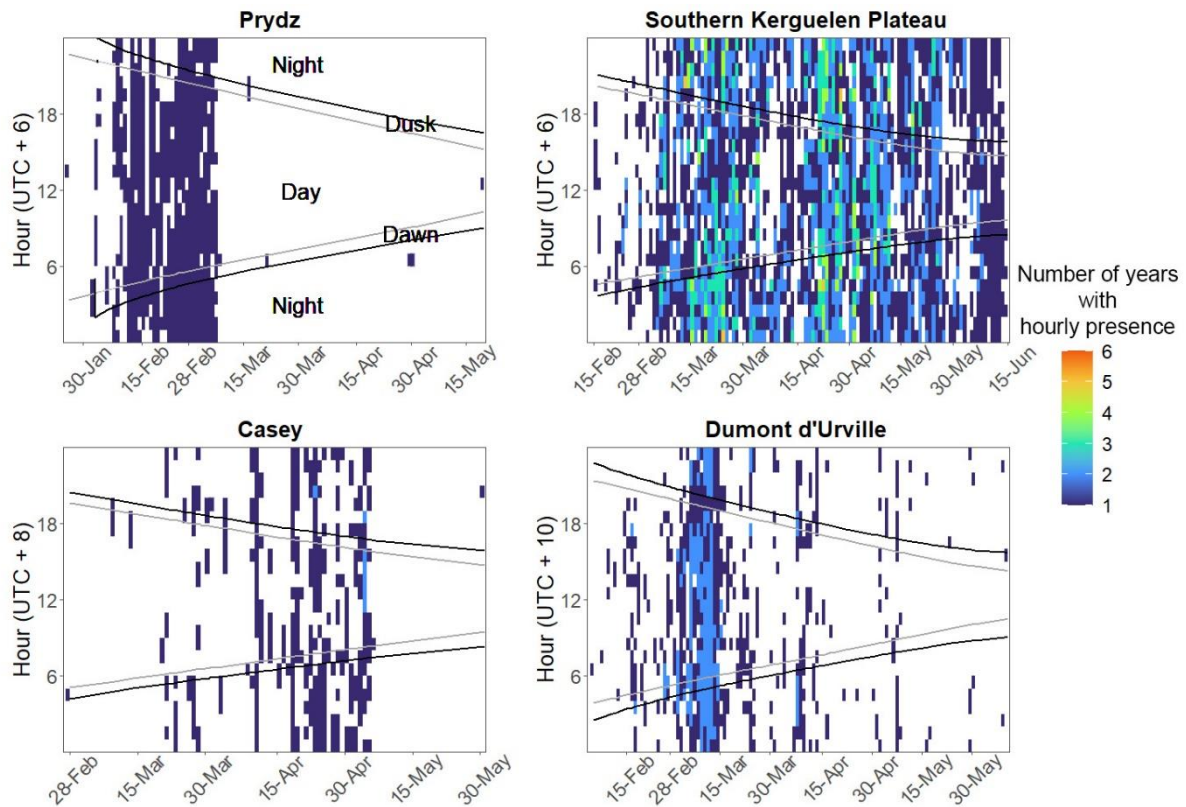 Prydz
Hour (UTC + 6)
18
12
6
Night
Dusk
Day
Dawn
Night
30-Jan
15-Feb
28-Feb
15-Mar
30-Mar
15-Apr
30-Apr
15-May
Southern Kerguelen Plateau
Hour (UTC + 6)
18
12
6
15-Feb
28-Feb
15-Mar
30-Mar
15-Apr
30-Apr
15-May
30-May
15-Jun
Number of years
with
hourly presence
6
5
4
3
2
1
Casey
Hour (UTC + 8)
18
12
6
28-Feb
15-Mar
30-Mar
15-Apr
30-Apr
15-May
30-May
Dumont d'Urville
Hour (UTC + 10)
18
12
6
15-Feb
28-Feb
15-Mar
30-Mar
15-Apr
30-Apr
15-May
30-May